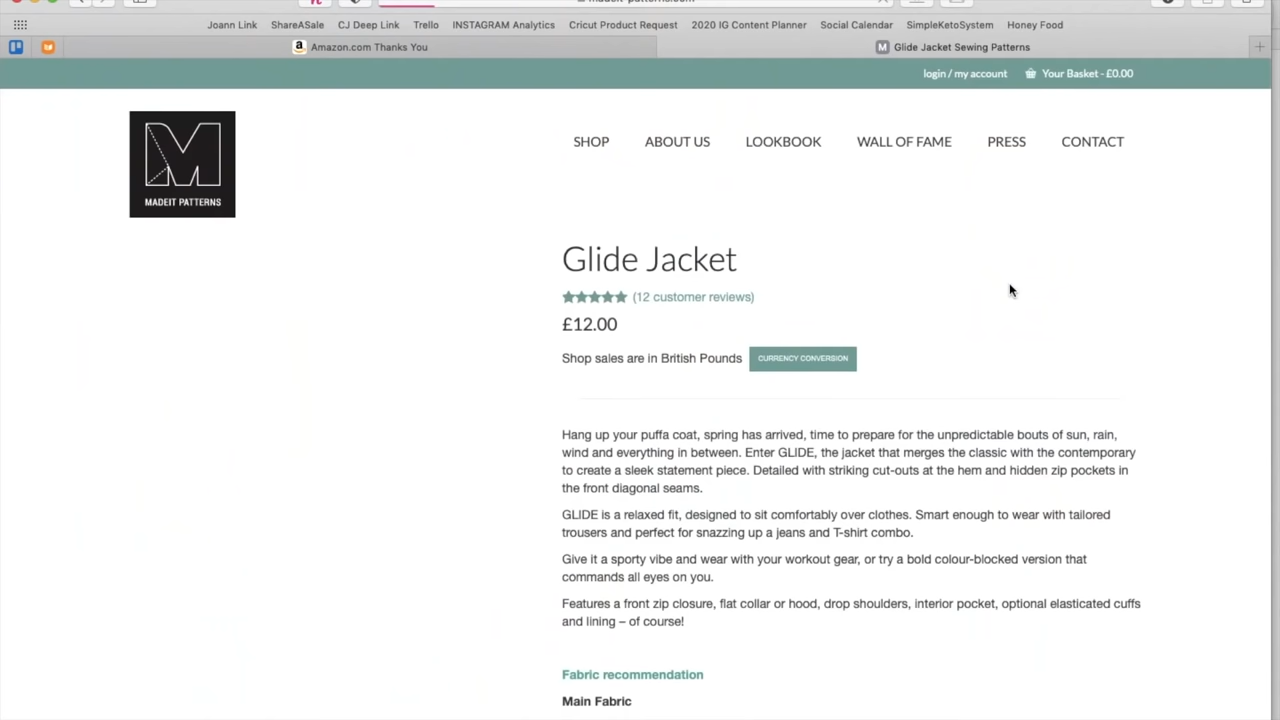 Joann Link ShareASale CJ Deep Link Trello INSTAGRAM Analytics Cricut Product Request 2020 IG Content Planner Social Calendar SimpleKetoSystem Honey Food
Amazon.com Thanks You
Glide Jacket Sewing Patterns
login / my account Your Basket - £0.00
M
MADEIT PATTERNS
SHOP ABOUT US LOOKBOOK WALL OF FAME PRESS CONTACT
Glide Jacket
(12 customer reviews)
£12.00
Shop sales are in British Pounds CURRENCY CONVERSION
Hang up your puffa coat, spring has arrived, time to prepare for the unpredictable bouts of sun, rain,
wind and everything in between. Enter GLIDE, the jacket that merges the classic with the contemporary
to create a sleek statement piece. Detailed with striking cut-outs at the hem and hidden zip pockets in
the front diagonal seams.
GLIDE is a relaxed fit, designed to sit comfortably over clothes. Smart enough to wear with tailored
trousers and perfect for snazzing up a jeans and T-shirt combo.
Give it a sporty vibe and wear with your workout gear, or try a bold colour-blocked version that
commands all eyes on you.
Features a front zip closure, flat collar or hood, drop shoulders, interior pocket, optional elasticated cuffs
and lining – of course!
Fabric recommendation
Main Fabric